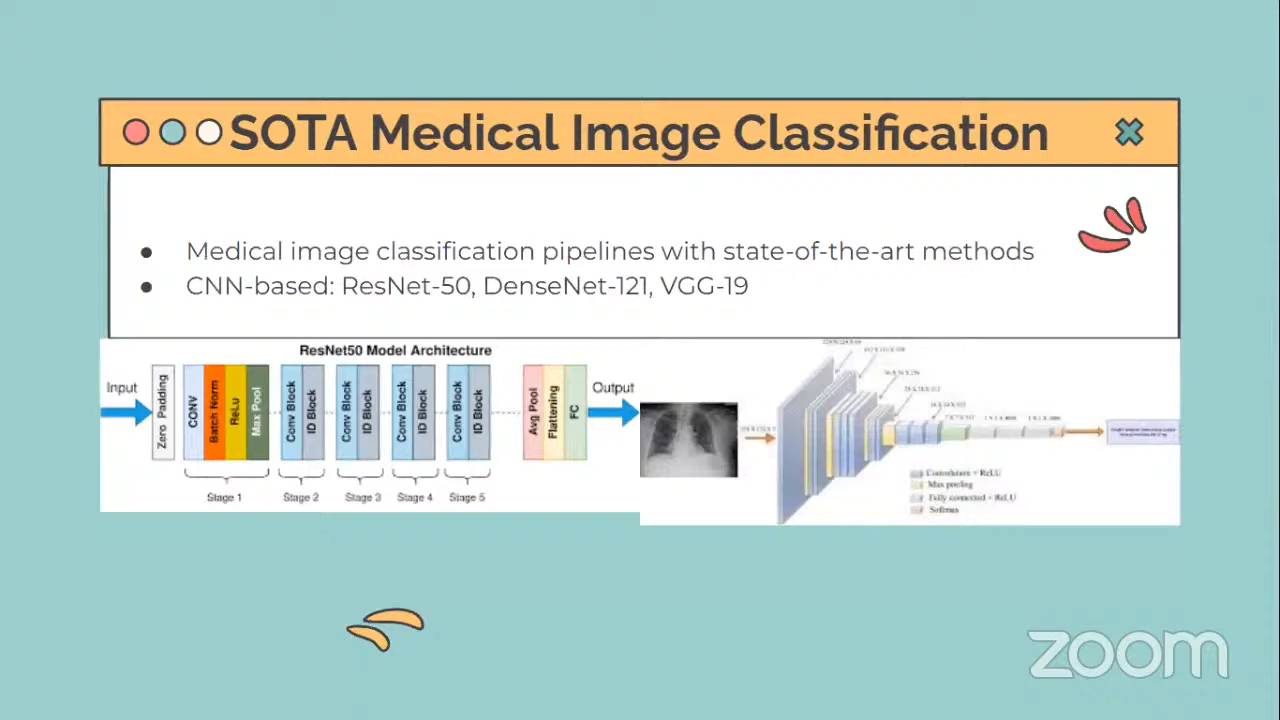 SOTA Medical Image Classification
● Medical image classification pipelines with state-of-the-art methods
● CNN-based: ResNet-50, DenseNet-121, VGG-19
ResNet50 Model Architecture
Input
Zero Padding
CONV
Batch Norm
ReLu
Max Pool
Conv Block
ID Block
Conv Block
ID Block
Conv Block
ID Block
Conv Block
ID Block
Avg Pool
Flattening
FC
Output
Stage 1
Stage 2
Stage 3
Stage 4
Stage 5
Convolution + ReLU
Max pooling
Fully connected + ReLU
Softmax
zoom